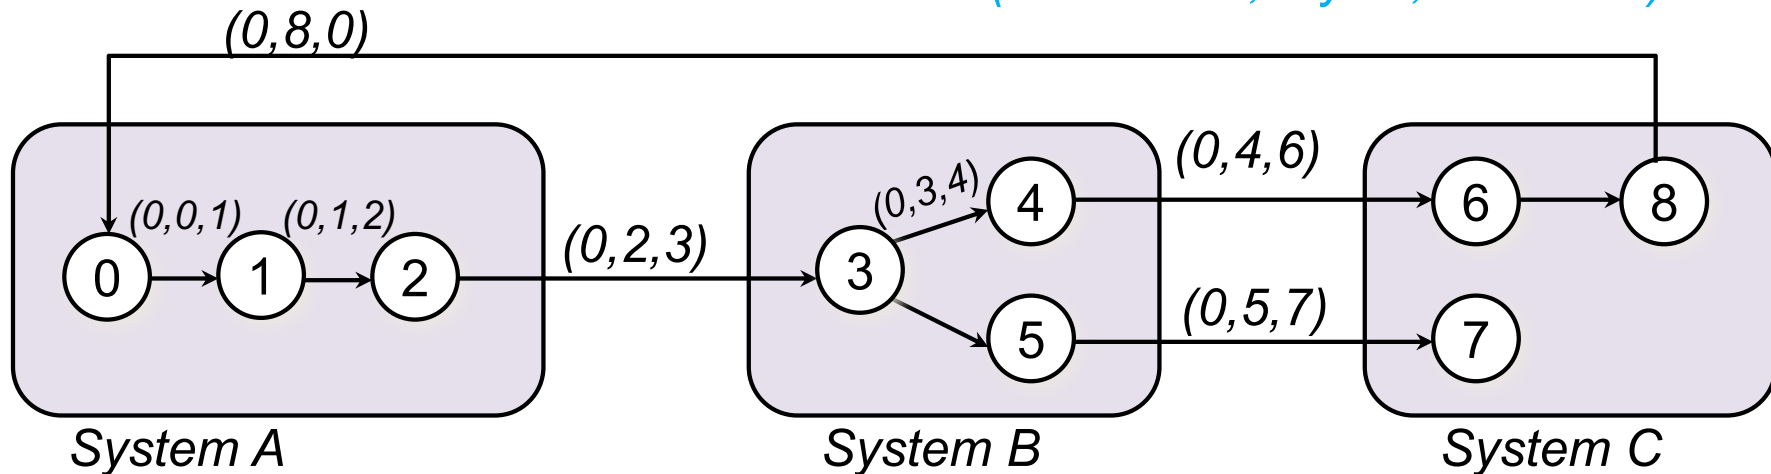 (0,8,0)
(0,4,6)
(0,3,4)
(0,0,1) (0,1,2)
(0,2,3)
4 6 8
0 1 2 3
(0,5,7)
5 7
System A System B System C